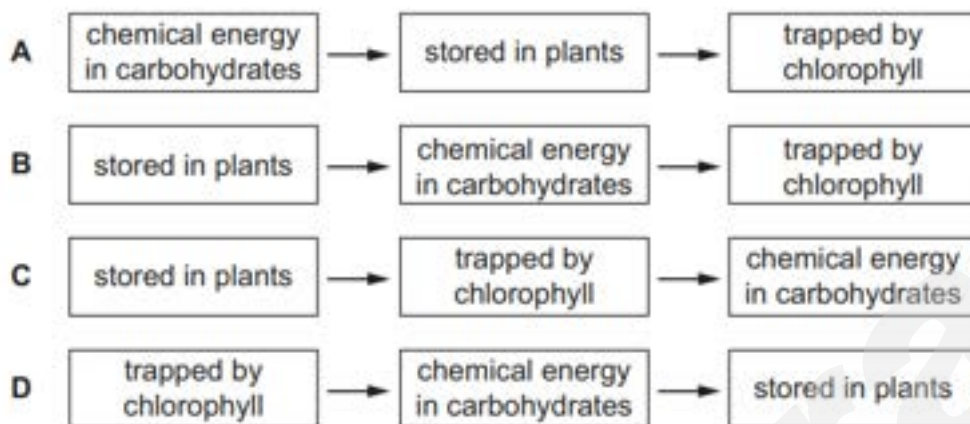 A
chemical energy
in carbohydrates
stored in plants
trapped by
chlorophyll
B
stored in plants
chemical energy
in carbohydrates
trapped by
chlorophyll
C
stored in plants
trapped by
chlorophyll
chemical energy
in carbohydrates
D
trapped by
chlorophyll
chemical energy
in carbohydrates
stored in plants